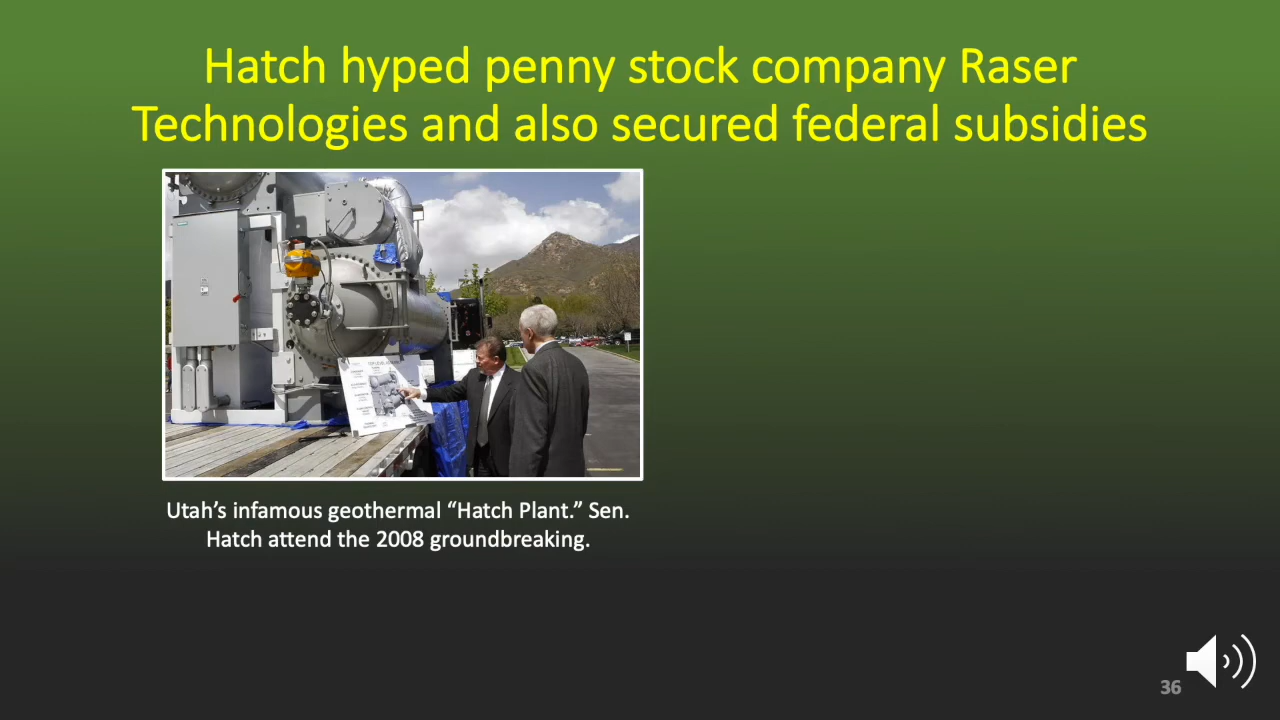 Hatch hyped penny stock company Raser
Technologies and also secured federal subsidies
Utah’s infamous geothermal “Hatch Plant.” Sen.
Hatch attend the 2008 groundbreaking.
36